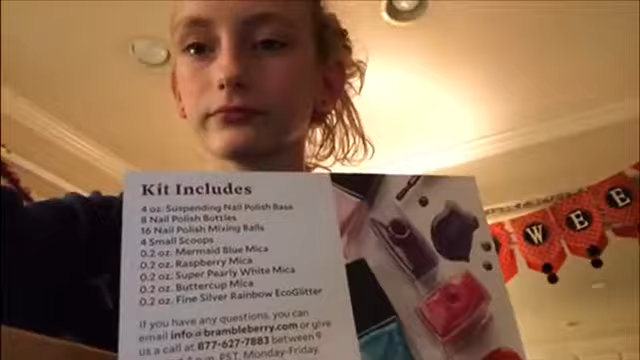 Kit Includes
4 oz. Suspending Nail Polish Base
8 Nail Polish Bottles
16 Nail Polish Mixing Balls
4 Small Scoops
0.2 oz. Mermaid Blue Mica
0.2 oz. Raspberry Mica
0.2 oz. Super Pearly White Mica
0.2 oz. Buttercup Mica
0.2 oz. Fine Silver Rainbow EcoGlitter
If you have any questions, you can
email info@brambleberry.com or give
us a call at 877-627-7883 between 9
p.m. PST, Monday-Friday.
WEEN